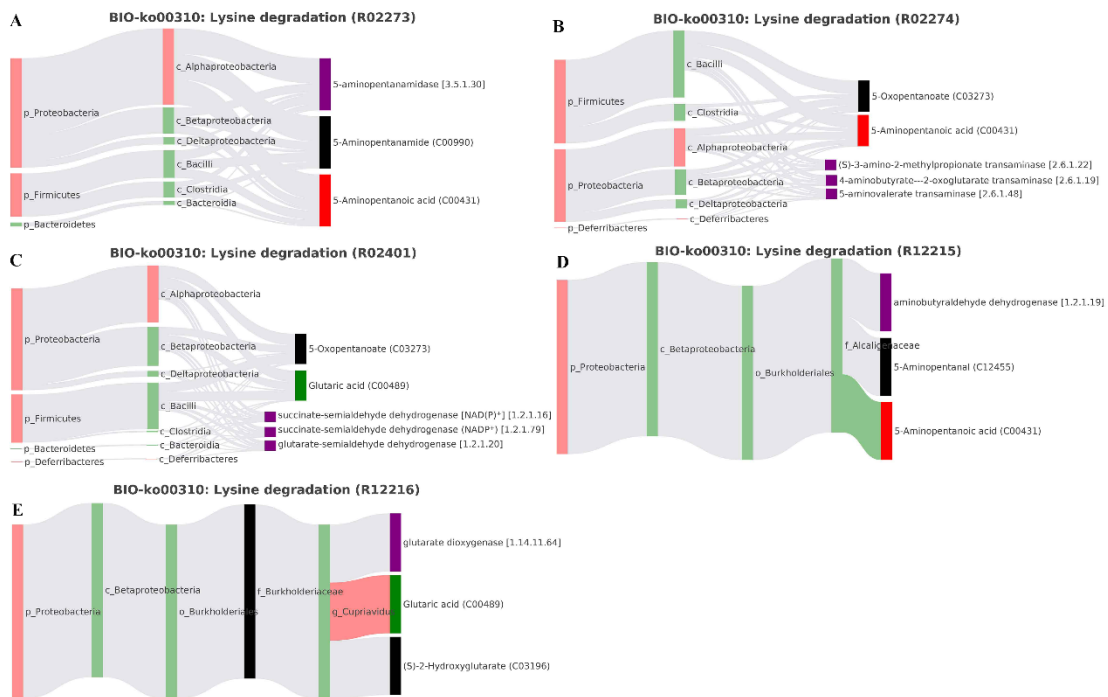 A
BIO-ko00310: Lysine degradation (R02273)
p_Proteobacteria
p_Firmicutes
p_Bacteroidetes
c_Alphaproteobacteria
c_Betaproteobacteria
c_Deltaproteobacteria
c_Bacilli
c_Clostridia
c_Bacteroidia
5-aminopentanamidase [3.5.1.30]
5-Aminopentanamide (C00990)
5-Aminopentanoic acid (C00431)
B
BIO-ko00310: Lysine degradation (R02274)
p_Firmicutes
p_Proteobacteria
p_Deferribacteres
c_Bacilli
c_Clostridia
c_Alphaproteobacteria
c_Betaproteobacteria
c_Deltaproteobacteria
c_Deferribacteres
5-Oxopentanoate (C03273)
5-Aminopentanoic acid (C00431)
(S)-3-amino-2-methylpropionate transaminase [2.6.1.22]
4-aminobutyrate---2-oxoglutarate transaminase [2.6.1.19]
5-aminovalerate transaminase [2.6.1.48]
C
BIO-ko00310: Lysine degradation (R02401)
p_Proteobacteria
p_Firmicutes
p_Bacteroidetes
p_Deferribacteres
c_Alphaproteobacteria
c_Betaproteobacteria
c_Deltaproteobacteria
c_Bacilli
c_Clostridia
c_Bacteroidia
c_Deferribacteres
5-Oxopentanoate (C03273)
Glutaric acid (C00489)
succinate-semialdehyde dehydrogenase [NAD(P)⁺] [1.2.1.16]
succinate-semialdehyde dehydrogenase (NADP⁺) [1.2.1.79]
glutarate-semialdehyde dehydrogenase [1.2.1.20]
D
BIO-ko00310: Lysine degradation (R12215)
p_Proteobacteria
c_Betaproteobacteria
o_Burkholderiales
f_Alcaligenaceae
aminobutyraldehyde dehydrogenase [1.2.1.19]
5-Aminopentanal (C12455)
5-Aminopentanoic acid (C00431)
E
BIO-ko00310: Lysine degradation (R12216)
p_Proteobacteria
c_Betaproteobacteria
o_Burkholderiales
f_Burkholderiaceae
g_Cupriavidus
glutarate dioxygenase [1.14.11.64]
Glutaric acid (C00489)
(S)-2-Hydroxyglutarate (C03196)